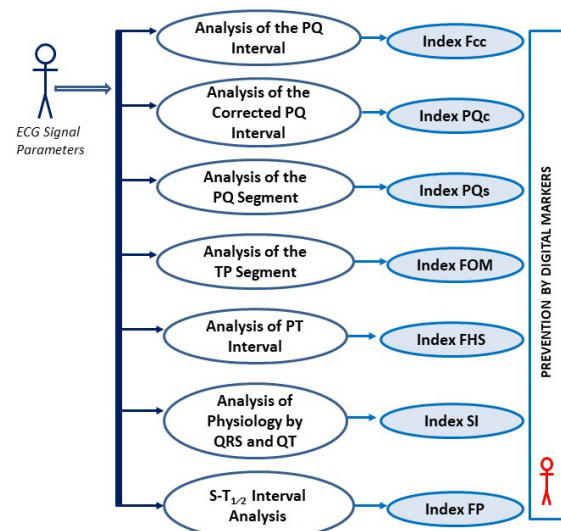 ECG Signal
Parameters
Analysis of the PQ
Interval
Index Fcc
Analysis of the
Corrected PQ
Interval
Index PQc
Analysis of the
PQ Segment
Index PQs
Analysis of the
TP Segment
Index FOM
Analysis of PT
Interval
Index FHS
Analysis of
Physiology by
QRS and QT
Index SI
S-T₁⁄₂ Interval
Analysis
Index FP
PREVENTION BY DIGITAL MARKERS